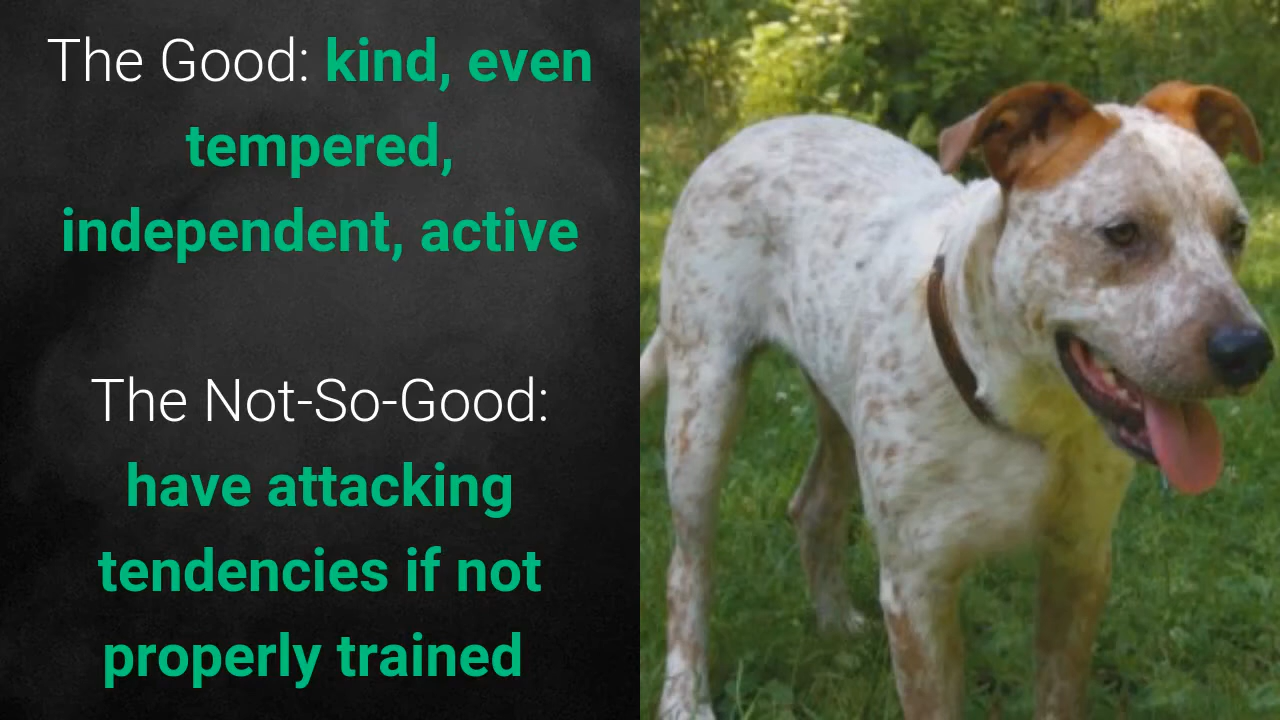 The Good: kind, even
tempered,
independent, active
The Not-So-Good:
have attacking
tendencies if not
properly trained